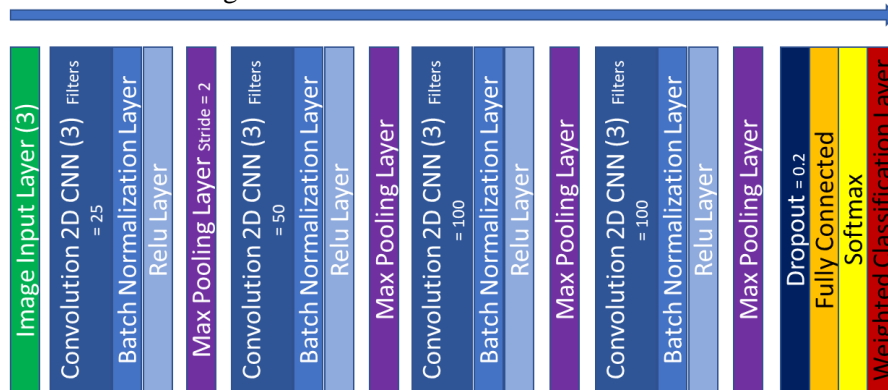 Image Input Layer (3)
Convolution 2D CNN (3) Filters
= 25
Batch Normalization Layer
Relu Layer
Max Pooling Layer Stride = 2
Convolution 2D CNN (3) Filters
= 50
Batch Normalization Layer
Relu Layer
Max Pooling Layer
Convolution 2D CNN (3) Filters
= 100
Batch Normalization Layer
Relu Layer
Max Pooling Layer
Convolution 2D CNN (3) Filters
= 100
Batch Normalization Layer
Relu Layer
Max Pooling Layer
Dropout = 0.2
Fully Connected
Softmax
Weighted Classification Layer